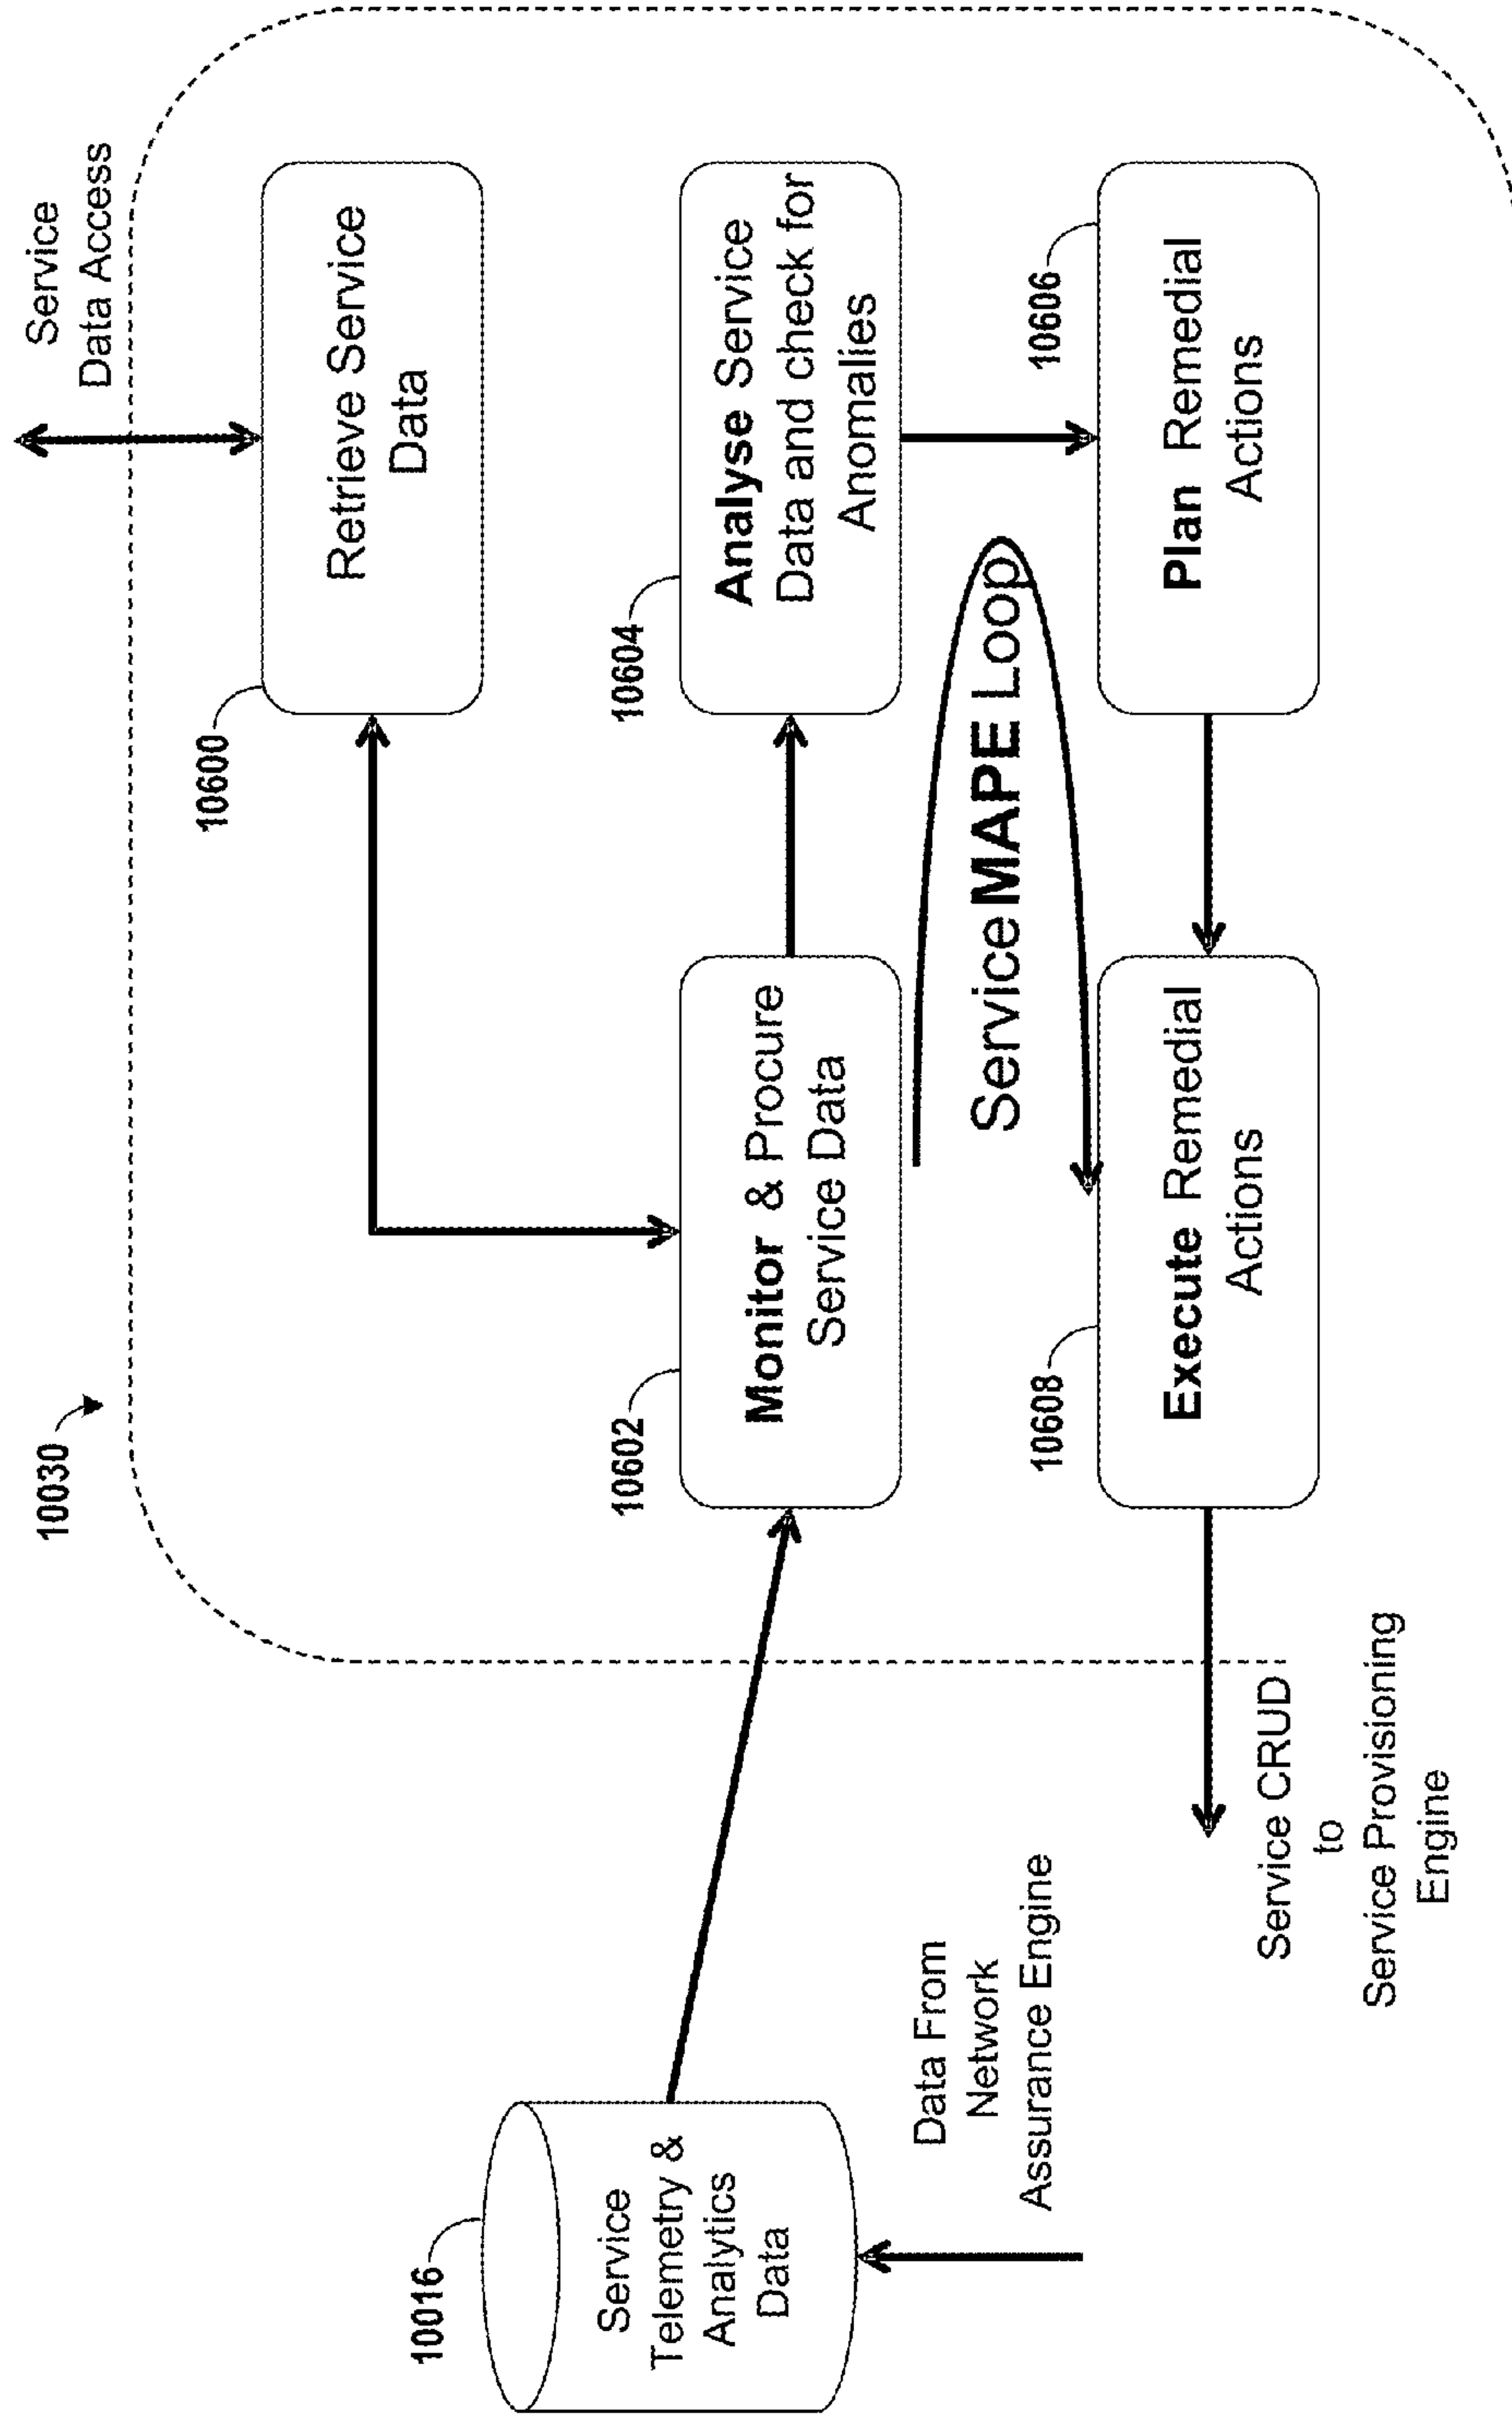 10030
Service
Data Access
10600
Retrieve Service
Data
10602
Monitor & Procure
Service Data
10604
Analyse Service
Data and check for
Anomalies
10016
Service
Telemetry &
Analytics
Data
Service MAPE Loop
Data From
Network
Assurance Engine
10608
Execute Remedial
Actions
10606
Plan Remedial
Actions
Service CRUD
to
Service Provisioning
Engine